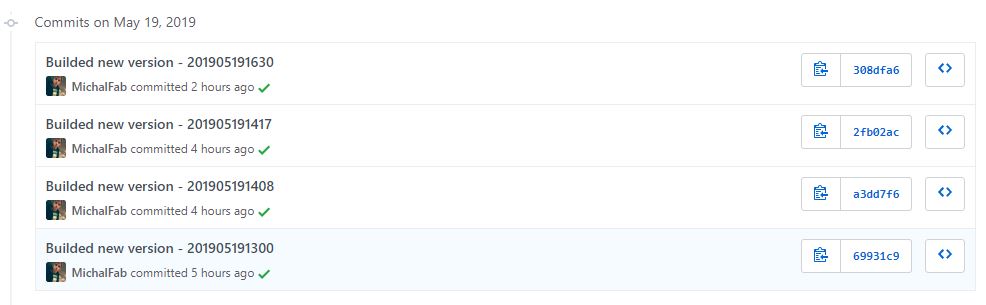 Commits on May 19, 2019
Builded new version - 201905191630
MichalFab committed 2 hours ago
308dfa6
Builded new version - 201905191417
MichalFab committed 4 hours ago
2fb02ac
Builded new version - 201905191408
MichalFab committed 4 hours ago
a3dd7f6
Builded new version - 201905191300
MichalFab committed 5 hours ago
69931c9